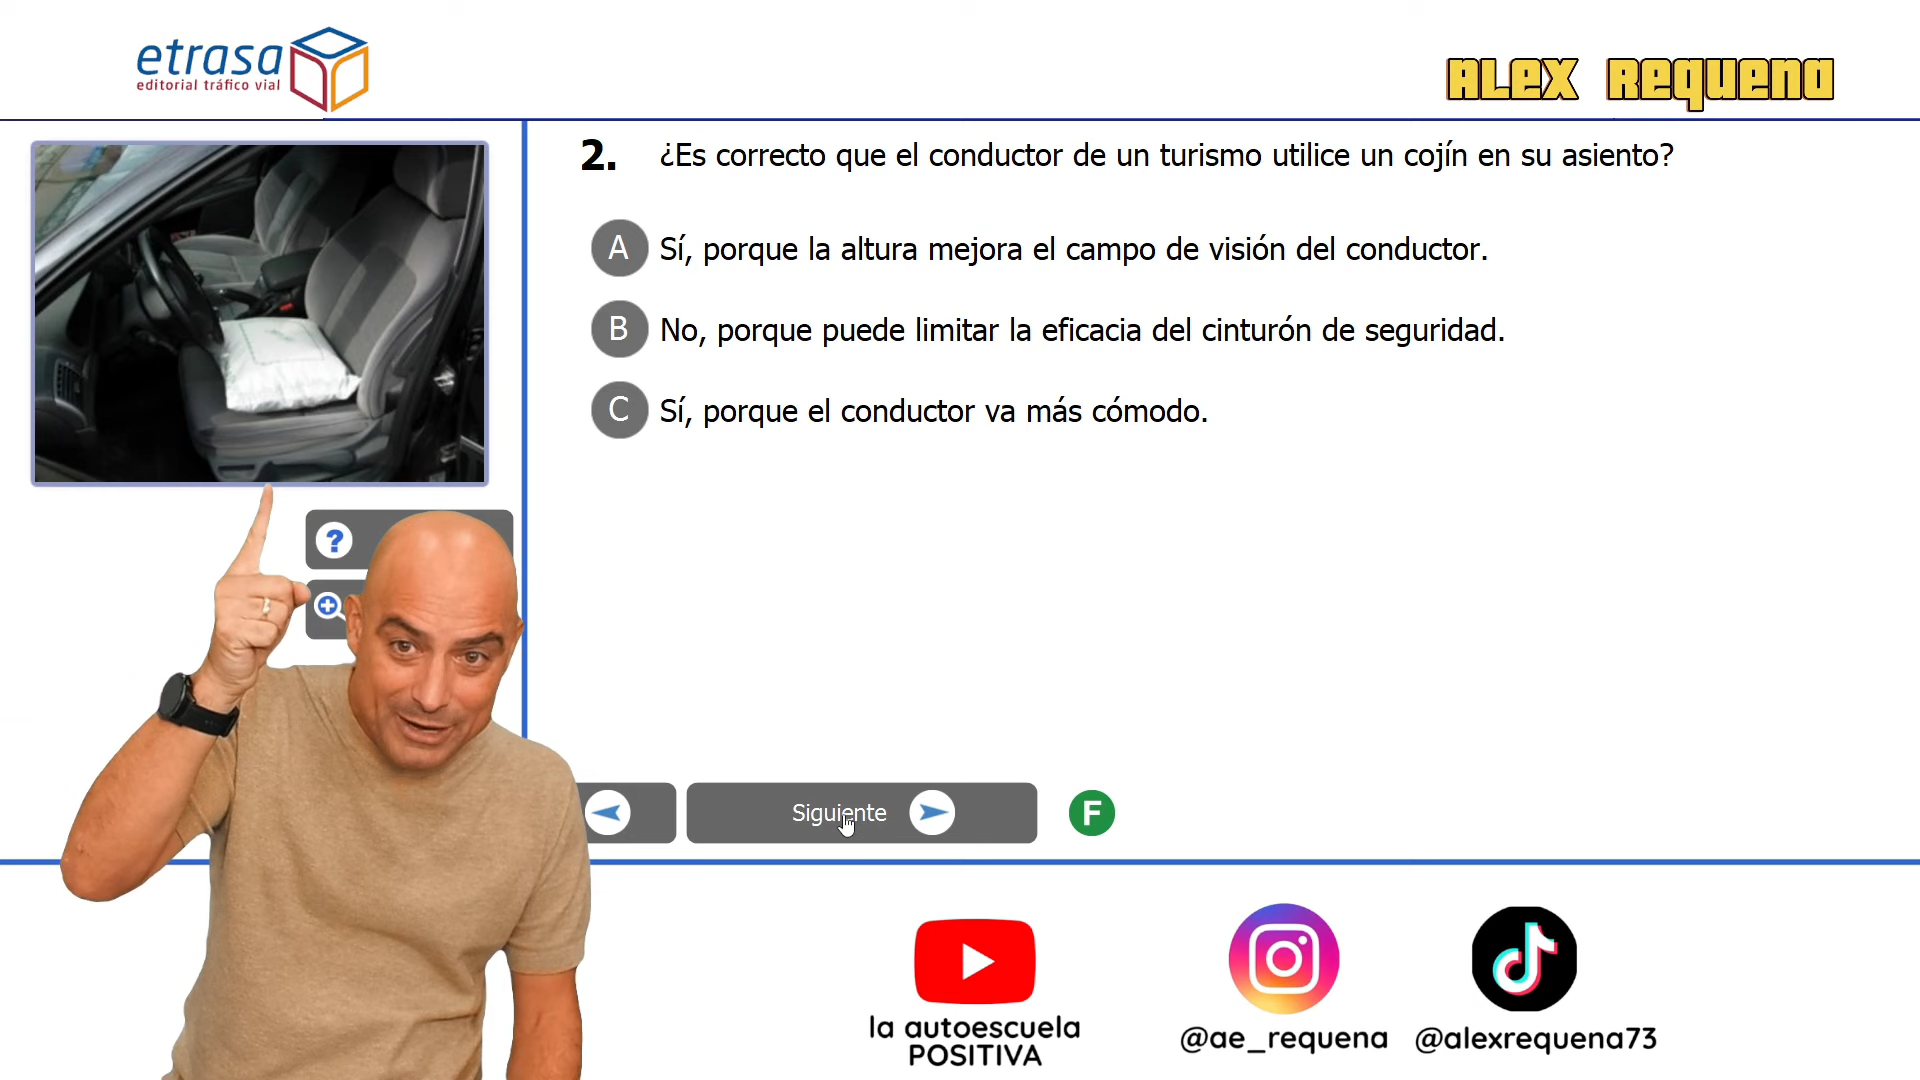 etrasa
editorial tráfico vial
ALEX REQUENA
2. ¿Es correcto que el conductor de un turismo utilice un cojín en su asiento?
A Sí, porque la altura mejora el campo de visión del conductor.
B No, porque puede limitar la eficacia del cinturón de seguridad.
C Sí, porque el conductor va más cómodo.
?
Siguiente
F
la autoescuela
POSITIVA
@ae_requena
@alexrequena73